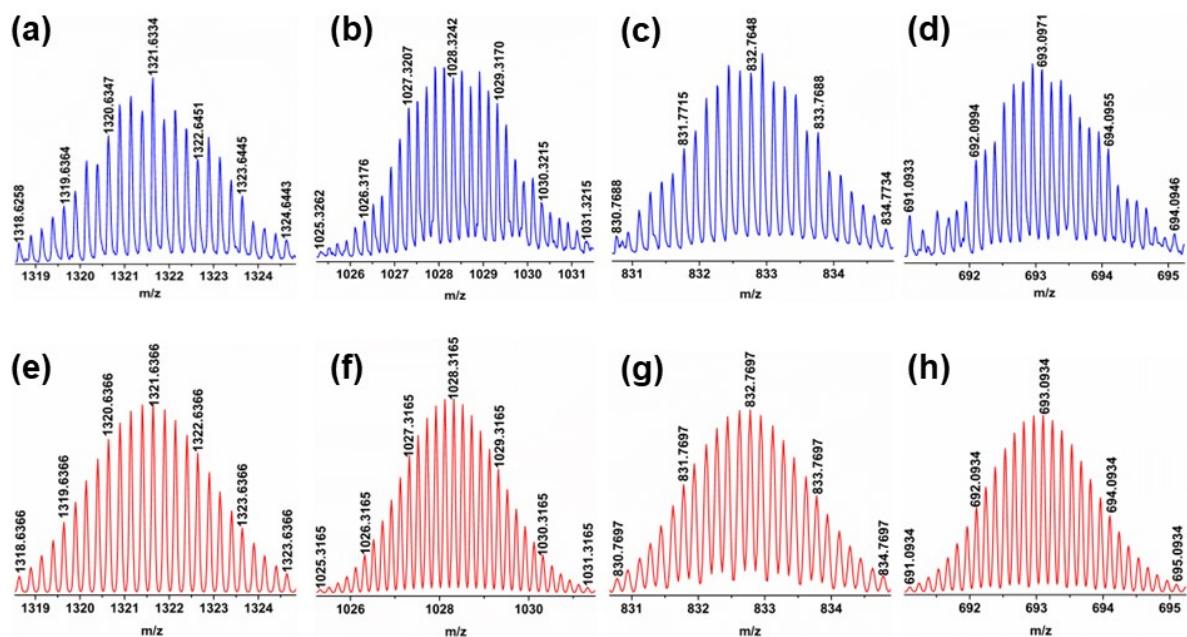 (a)
1318.6258
1319.6364
1320.6347
1321.6334
1322.6451
1323.6445
1324.6443
1319 1320 1321 1322 1323 1324
m/z
(b)
1025.3262
1026.3176
1027.3207
1028.3242
1029.3170
1030.3215
1031.3215
1026 1027 1028 1029 1030 1031
m/z
(c)
830.7688
831.7715
832.7648
833.7688
834.7734
831 832 833 834
m/z
(d)
691.0933
692.0994
693.0971
694.0955
694.0946
692 693 694 695
m/z
(e)
1318.6366
1319.6366
1320.6366
1321.6366
1322.6366
1323.6366
1323.6366
1319 1320 1321 1322 1323 1324
m/z
(f)
1025.3165
1026.3165
1027.3165
1028.3165
1029.3165
1030.3165
1031.3165
1026 1028 1030
m/z
(g)
830.7697
831.7697
832.7697
833.7697
834.7697
831 832 833 834
m/z
(h)
691.0934
692.0934
693.0934
694.0934
695.0934
692 693 694 695
m/z